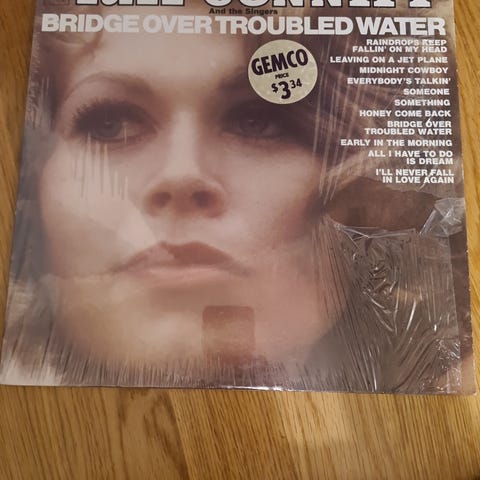 And the Singers
BRIDGE OVER TROUBLED WATER
GEMCO
PRICE
$3.34
RAINDROPS KEEP
FALLIN' ON MY HEAD
LEAVING ON A JET PLANE
MIDNIGHT COWBOY
EVERYBODY'S TALKIN'
SOMEONE
SOMETHING
HONEY COME BACK
BRIDGE OVER
TROUBLED WATER
EARLY IN THE MORNING
ALL I HAVE TO DO
IS DREAM
I'LL NEVER FALL
IN LOVE AGAIN